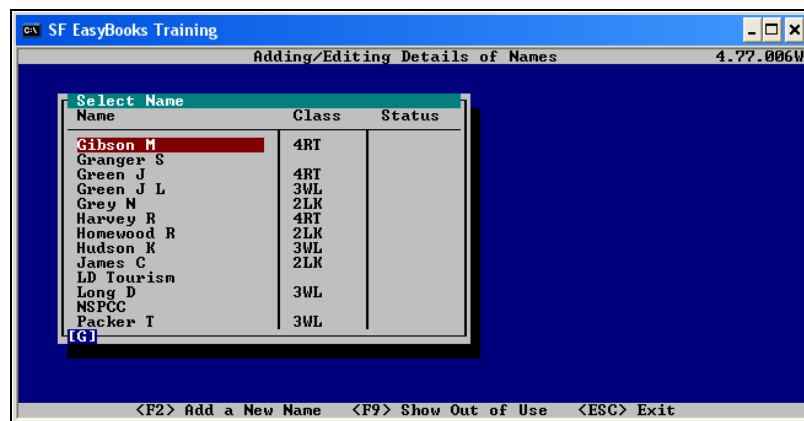 SF EasyBooks Training
Adding/Editing Details of Names 4.77.006W
Select Name
Name Class Status
Gibson M 4RT
Granger S
Green J 4RT
Green J L 3WL
Grey N 2LK
Harvey R 4RT
Homewood R 2LK
Hudson K 3WL
James C 2LK
LD Tourism
Long D 3WL
NSPCC
Packer T 3WL
[G]
<F2> Add a New Name <F9> Show Out of Use <ESC> Exit